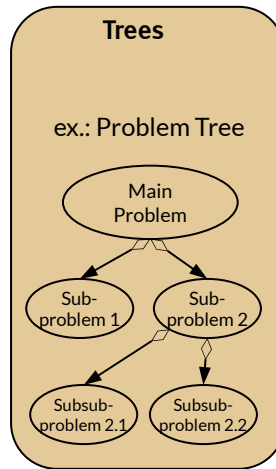 Trees
ex.: Problem Tree
Main
Problem
Sub-
problem 1
Sub-
problem 2
Subsub-
problem 2.1
Subsub-
problem 2.2